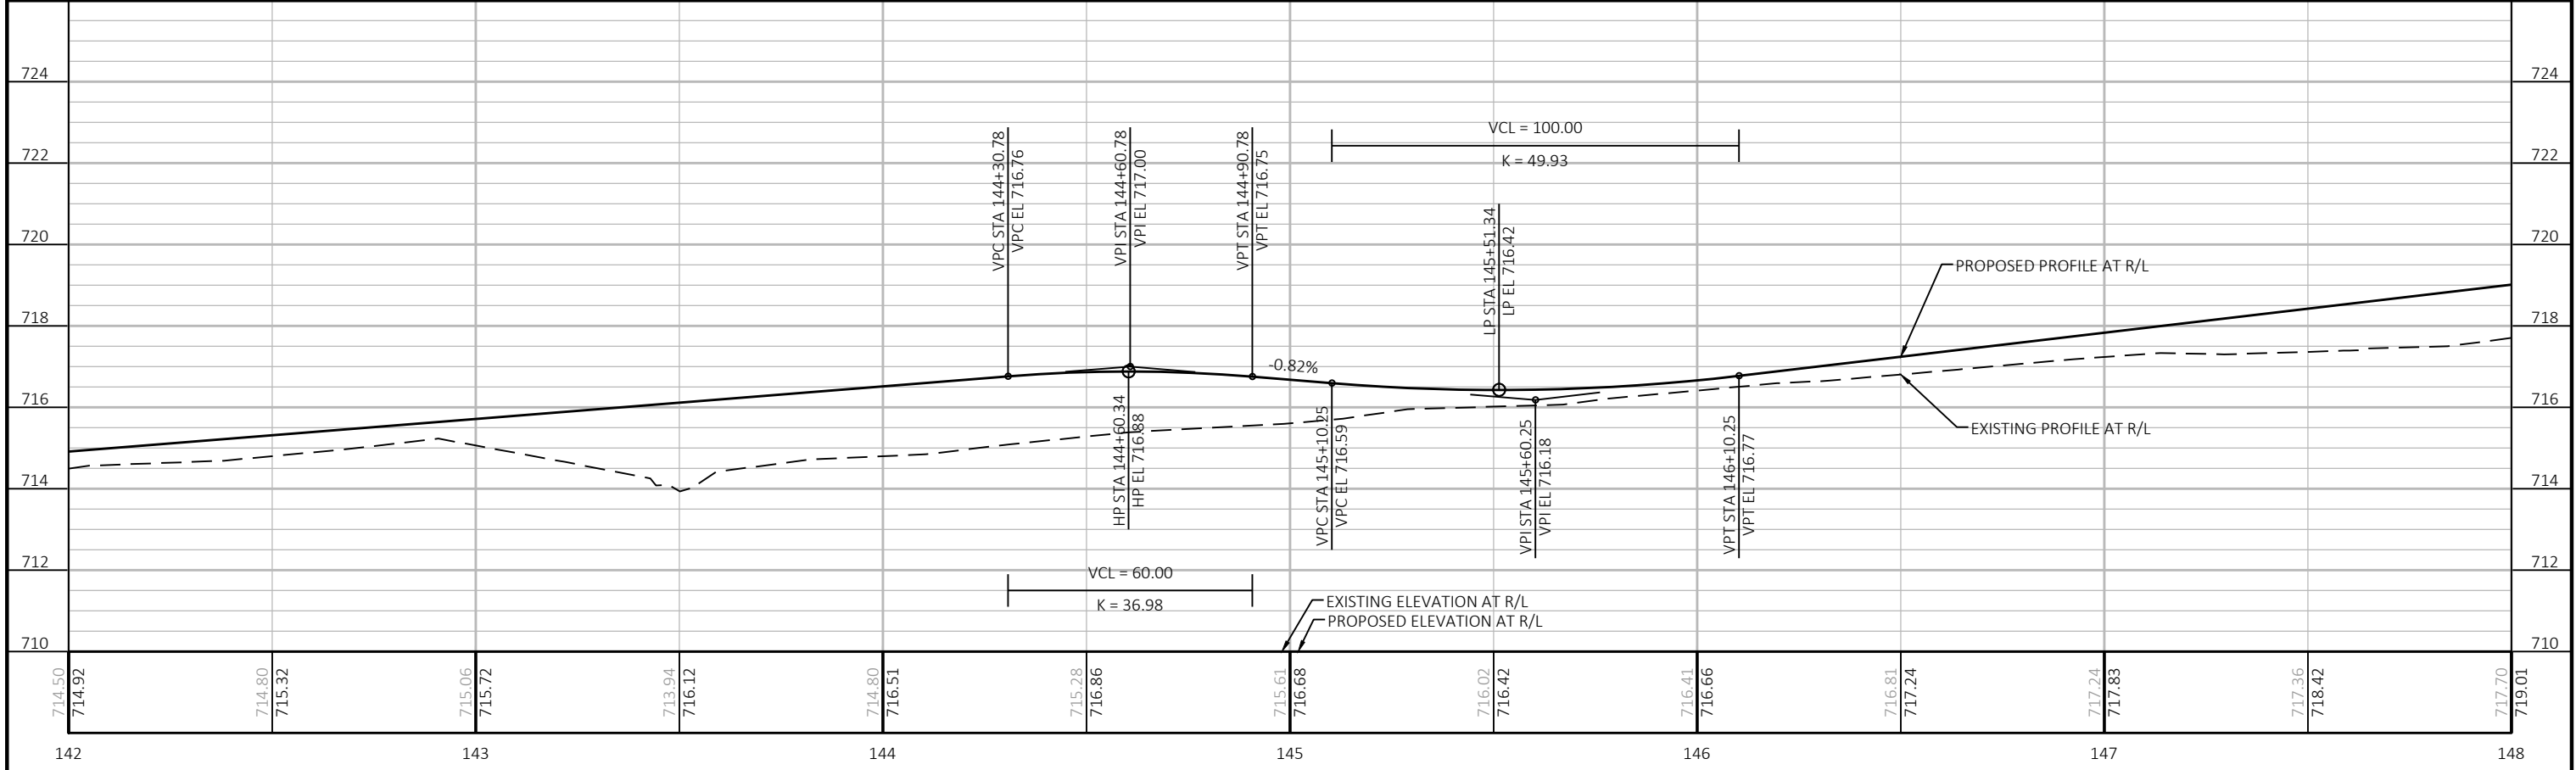 724
722
720
718
716
714
712
710
724
722
720
718
716
714
712
710
VPC STA 144+30.78
VPC EL 716.76
VPI STA 144+60.78
VPI EL 717.00
VPT STA 144+90.78
VPT EL 716.75
-0.82%
VCL = 100.00
K = 49.93
LP STA 145+51.34
LP EL 716.42
PROPOSED PROFILE AT R/L
EXISTING PROFILE AT R/L
HP STA 144+60.34
HP EL 716.88
VPC STA 145+10.25
VPC EL 716.59
VPI STA 145+60.25
VPI EL 716.18
VPT STA 146+10.25
VPT EL 716.77
VCL = 60.00
K = 36.98
EXISTING ELEVATION AT R/L
PROPOSED ELEVATION AT R/L
714.50
714.92
714.80
715.32
715.06
715.72
713.94
716.12
714.80
716.51
715.28
716.86
715.61
716.68
716.02
716.42
716.41
716.66
716.81
717.24
717.24
717.83
717.36
718.42
717.70
719.01
142
143
144
145
146
147
148